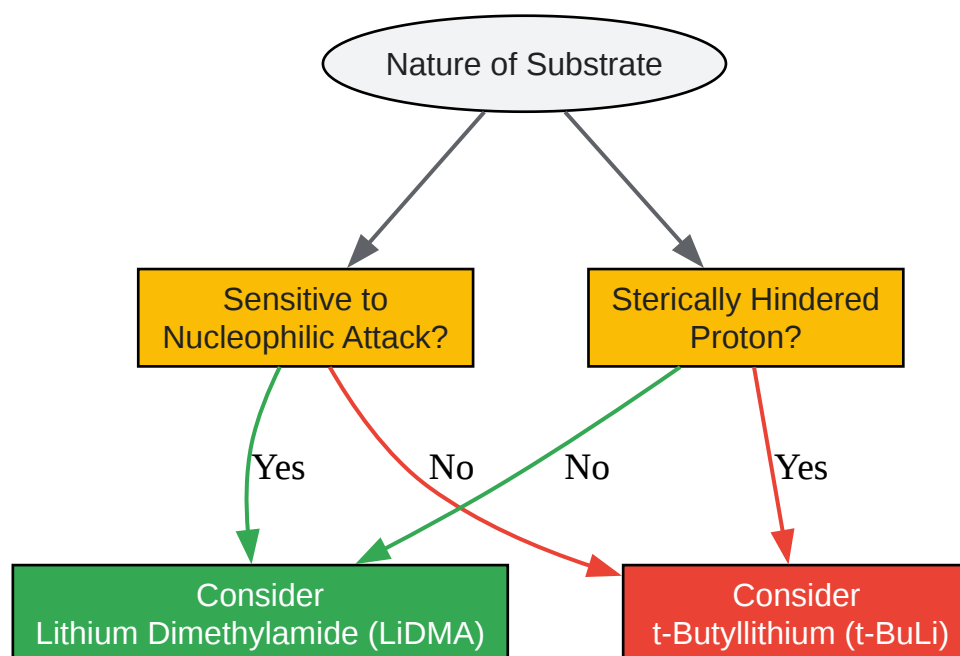 Nature of Substrate
Sensitive to
Nucleophilic Attack?
Sterically Hindered
Proton?
Yes
No
No
Yes
Consider
Lithium Dimethylamide (LiDMA)
Consider
t-Butyllithium (t-BuLi)